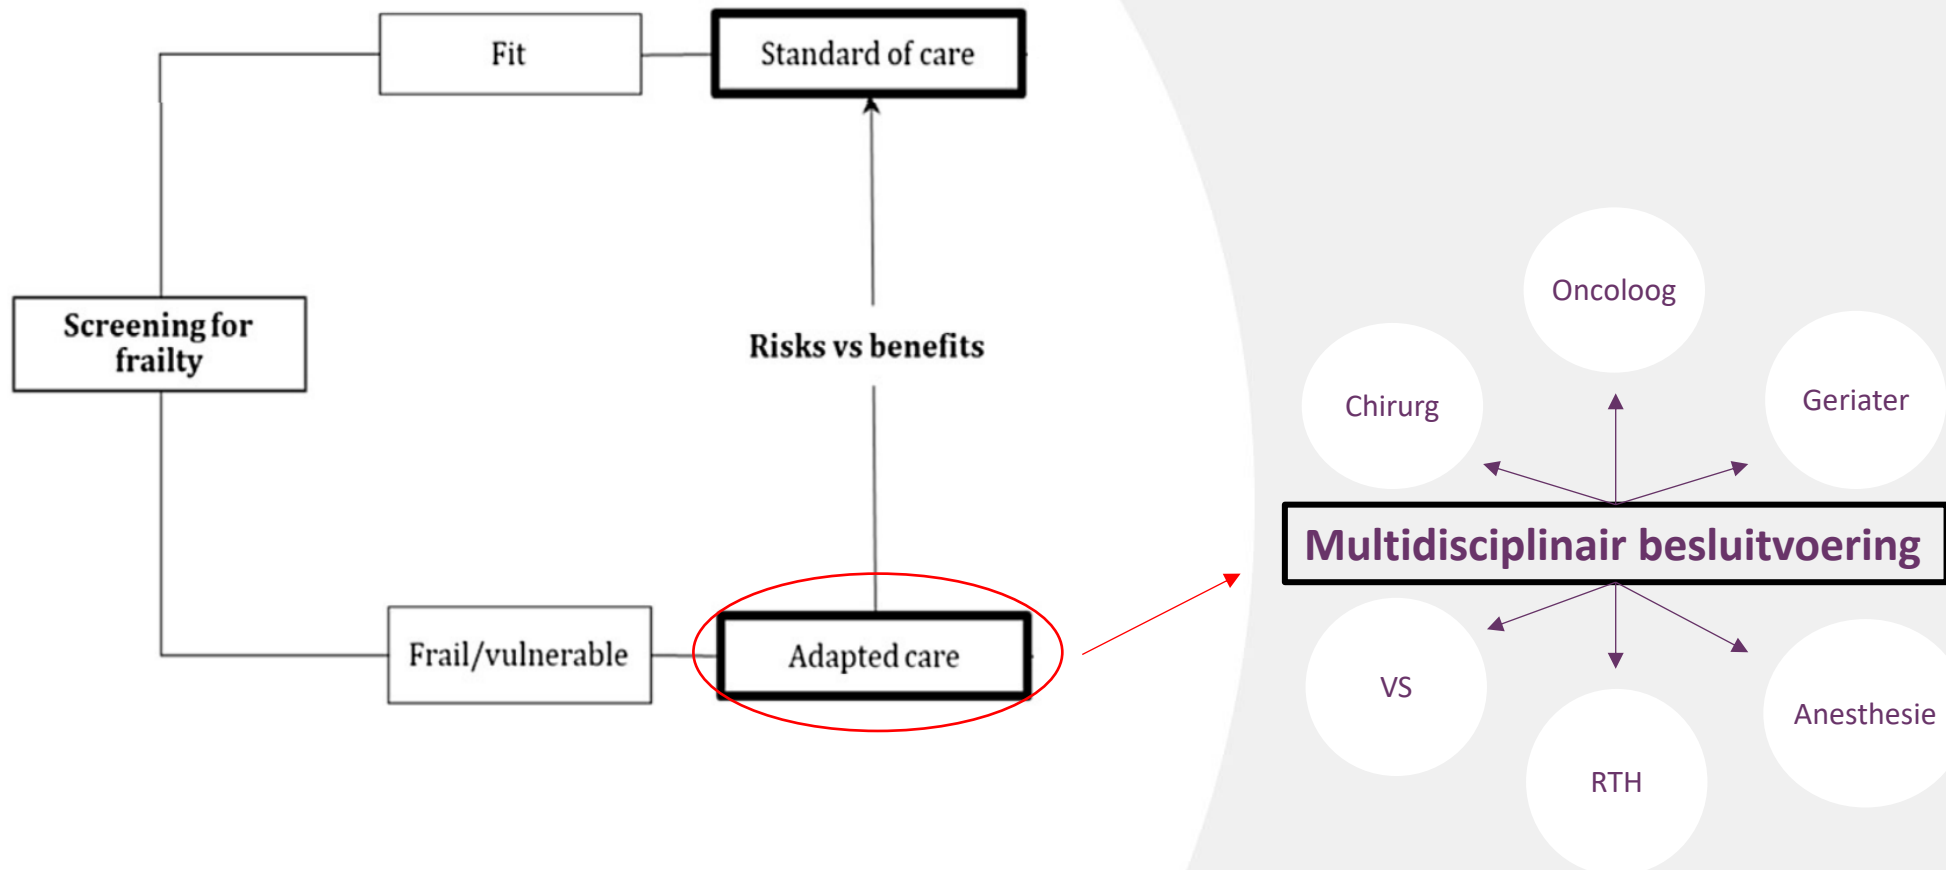 Fit
Standard of care
Screening for
frailty
Risks vs benefits
Frail/vulnerable
Adapted care
Oncoloog
Chirurg
Geriater
Multidisciplinair besluitvoering
VS
Anesthesie
RTH